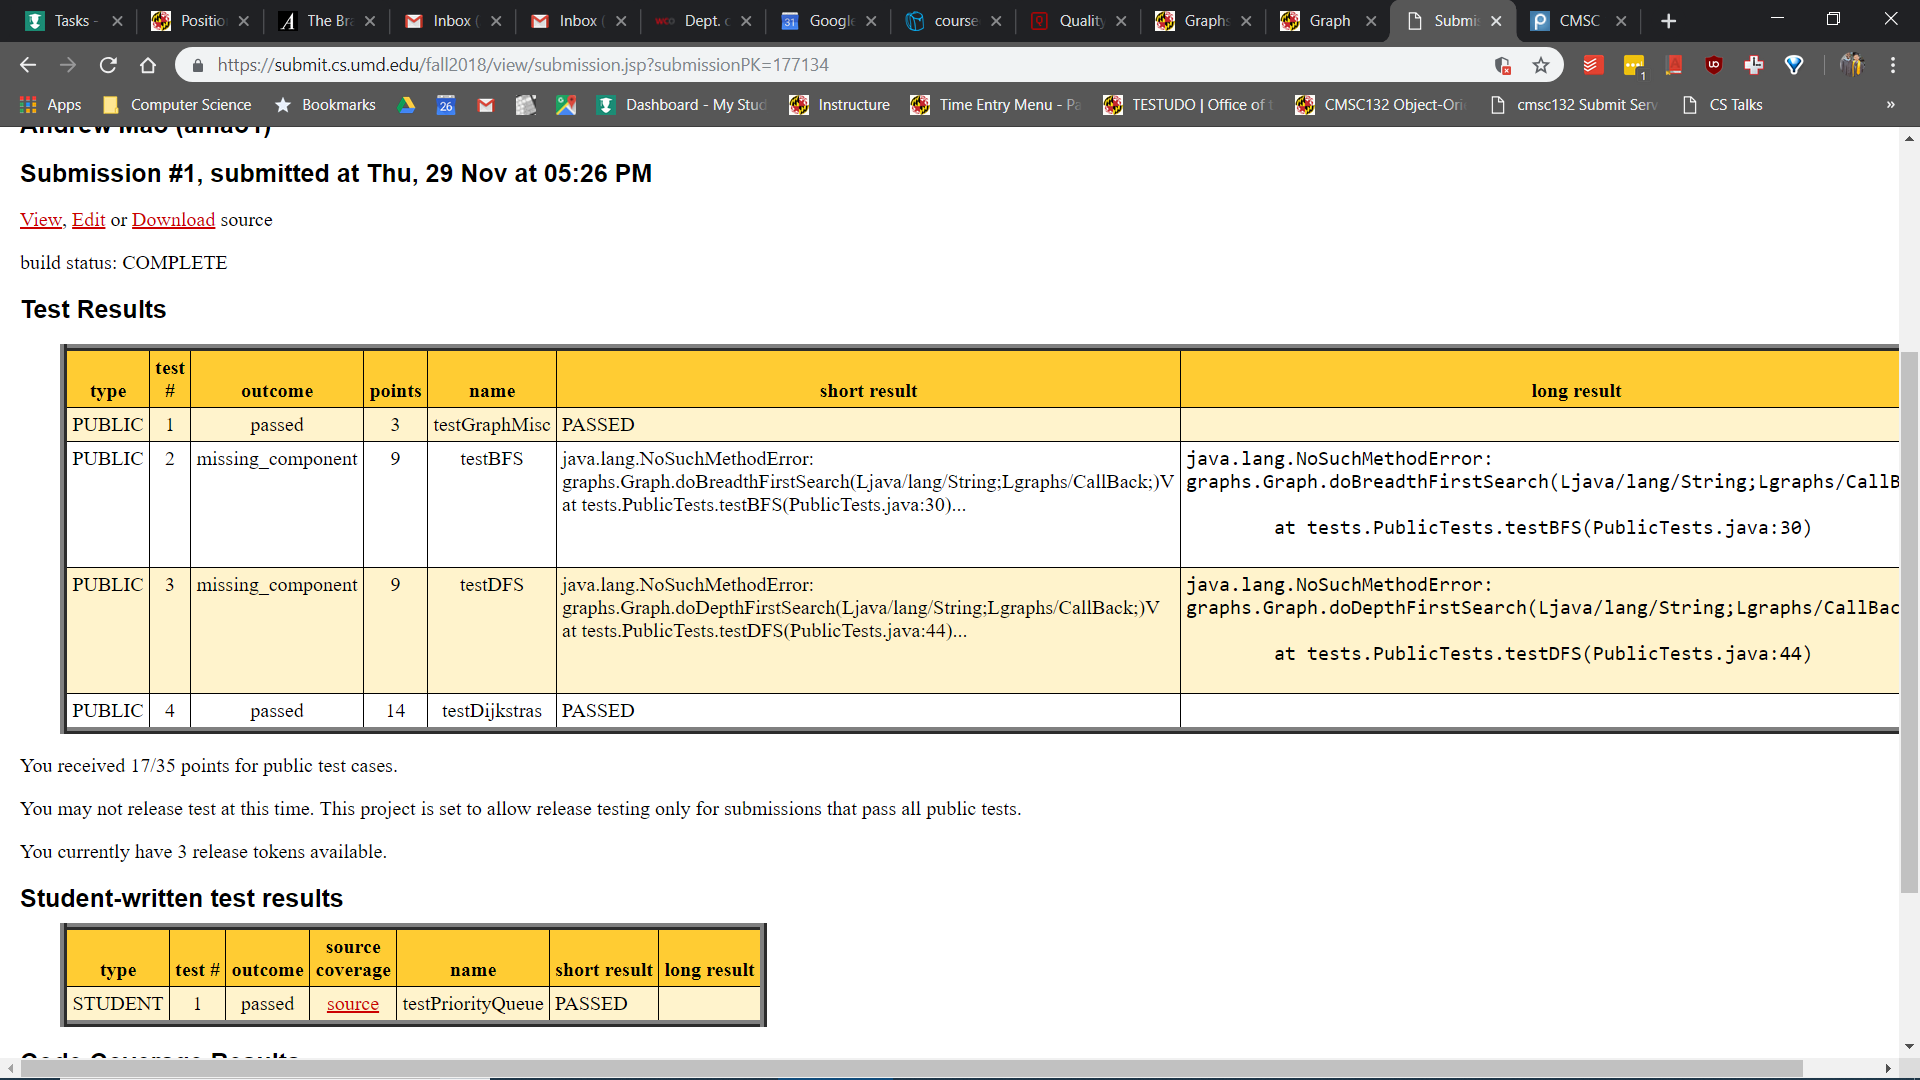 Tasks -
Positio
The Bra
Inbox (
Inbox (
Dept. o
Google
course
Quality
Graphs
Graph
Submis
CMSC
https://submit.cs.umd.edu/fall2018/view/submission.jsp?submissionPK=177134
Apps
Computer Science
Bookmarks
Dashboard - My Stud
Instructure
Time Entry Menu - Pa
TESTUDO | Office of t
CMSC132 Object-Orie
cmsc132 Submit Serv
CS Talks
»
Andrew Mao (amao1)
Submission #1, submitted at Thu, 29 Nov at 05:26 PM
View, Edit or Download source
build status: COMPLETE
Test Results
type test # outcome points name short result long result
PUBLIC 1 passed 3 testGraphMisc PASSED
PUBLIC 2 missing_component 9 testBFS java.lang.NoSuchMethodError: java.lang.NoSuchMethodError:
graphs.Graph.doBreadthFirstSearch(Ljava/lang/String;Lgraphs/CallBack;)V graphs.Graph.doBreadthFirstSearch(Ljava/lang/String;Lgraphs/CallB
at tests.PublicTests.testBFS(PublicTests.java:30)...
at tests.PublicTests.testBFS(PublicTests.java:30)
PUBLIC 3 missing_component 9 testDFS java.lang.NoSuchMethodError: java.lang.NoSuchMethodError:
graphs.Graph.doDepthFirstSearch(Ljava/lang/String;Lgraphs/CallBack;)V graphs.Graph.doDepthFirstSearch(Ljava/lang/String;Lgraphs/CallBac
at tests.PublicTests.testDFS(PublicTests.java:44)...
at tests.PublicTests.testDFS(PublicTests.java:44)
PUBLIC 4 passed 14 testDijkstras PASSED
You received 17/35 points for public test cases.
You may not release test at this time. This project is set to allow release testing only for submissions that pass all public tests.
You currently have 3 release tokens available.
Student-written test results
type test # outcome source coverage name short result long result
STUDENT 1 passed source testPriorityQueue PASSED
Code Coverage Results